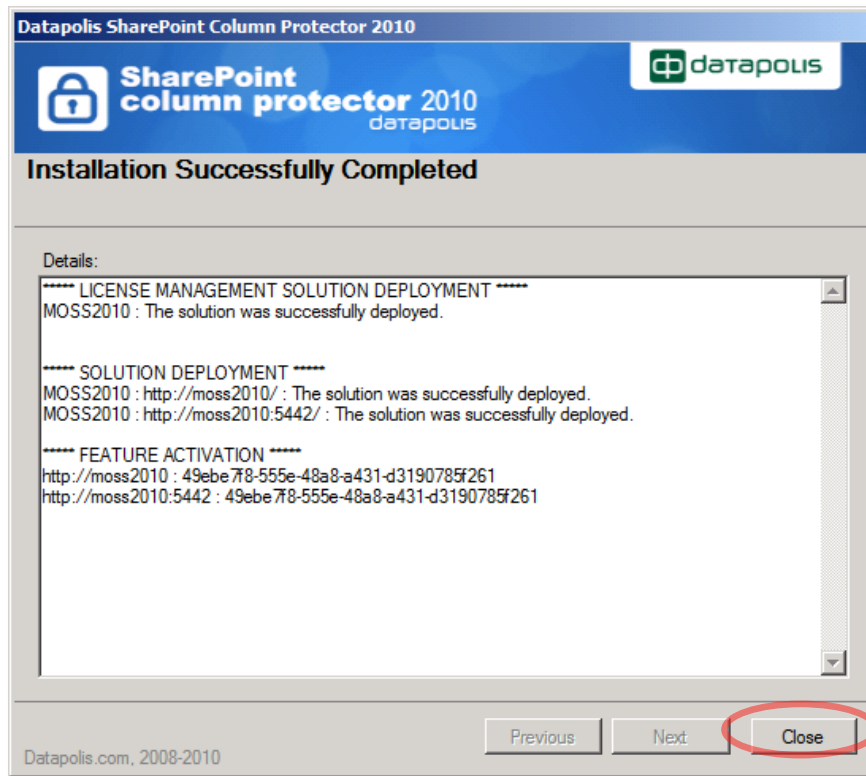 Datapolis SharePoint Column Protector 2010
SharePoint
column protector 2010
datapolis
datapolis
Installation Successfully Completed
Details:
***** LICENSE MANAGEMENT SOLUTION DEPLOYMENT *****
MOSS2010 : The solution was successfully deployed.
***** SOLUTION DEPLOYMENT *****
MOSS2010 : http://moss2010/ : The solution was successfully deployed.
MOSS2010 : http://moss2010:5442/ : The solution was successfully deployed.
***** FEATURE ACTIVATION *****
http://moss2010 : 49ebe7f8-555e-48a8-a431-d3190785f261
http://moss2010:5442 : 49ebe7f8-555e-48a8-a431-d3190785f261
Previous Next Close
Datapolis.com, 2008-2010